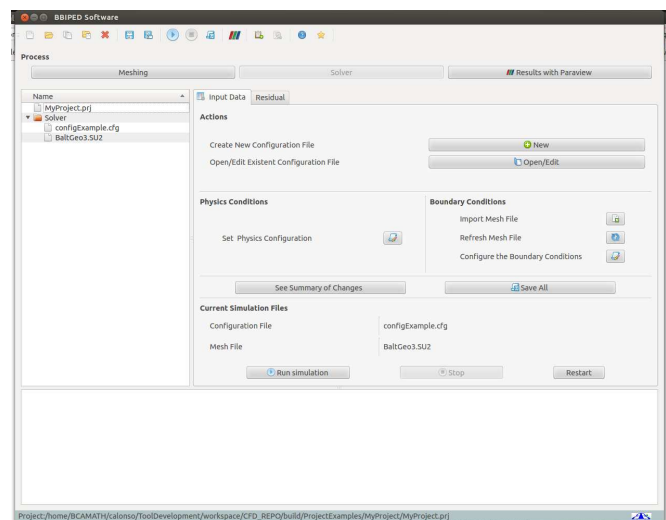 BBIPED Software
Process
Meshing
Solver
Results with Paraview
Name
MyProject.prj
Solver
configExample.cfg
BaltGeo3.SU2
Input Data
Residual
Actions
Create New Configuration File
New
Open/Edit Existent Configuration File
Open/Edit
Physics Conditions
Boundary Conditions
Import Mesh File
Set Physics Configuration
Refresh Mesh File
Configure the Boundary Conditions
See Summary of Changes
Save All
Current Simulation Files
Configuration File
configExample.cfg
Mesh File
BaltGeo3.SU2
Run simulation
Stop
Restart
Project:/home/BCAMATH/calonso/ToolDevelopment/workspace/CFD_REPO/build/ProjectExamples/MyProject/MyProject.prj